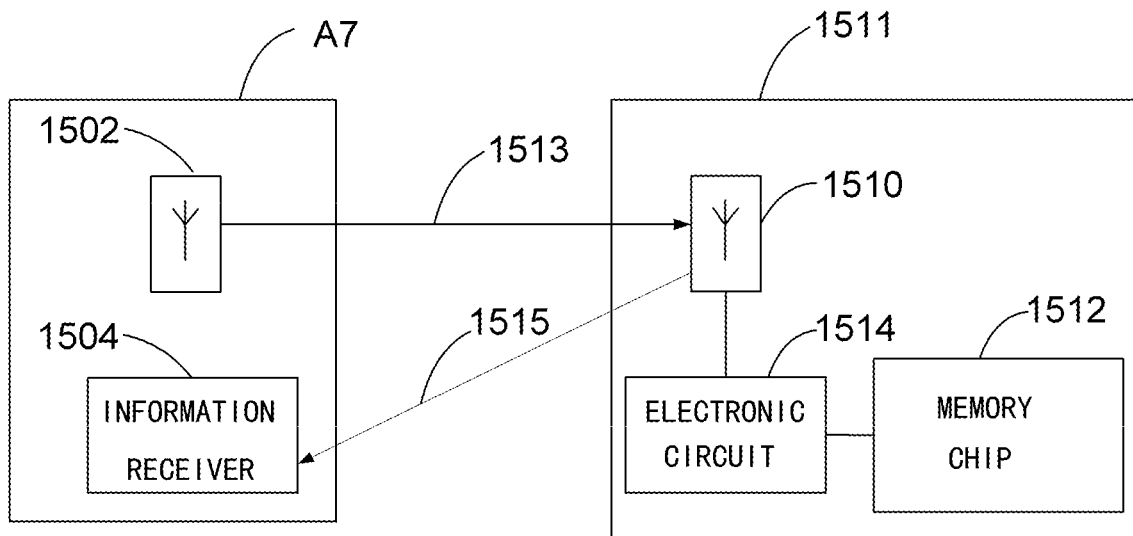 A7
1511
1502
1513
1510
1504
1515
1514
1512
INFORMATION
RECEIVER
ELECTRONIC
CIRCUIT
MEMORY
CHIP